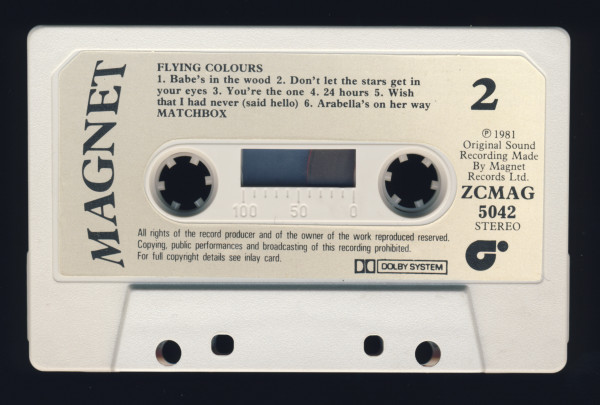 MAGNET
FLYING COLOURS
1. Babe's in the wood 2. Don't let the stars get in
your eyes 3. You're the one 4. 24 hours 5. Wish
that I had never (said hello) 6. Arabella's on her way
MATCHBOX
2
℗ 1981
Original Sound
Recording Made
By Magnet
Records Ltd.
ZCMAG
5042
STEREO
100 50 0
All rights of the record producer and of the owner of the work reproduced reserved.
Copying, public performances and broadcasting of this recording prohibited.
For full copyright details see inlay card.
DOLBY SYSTEM